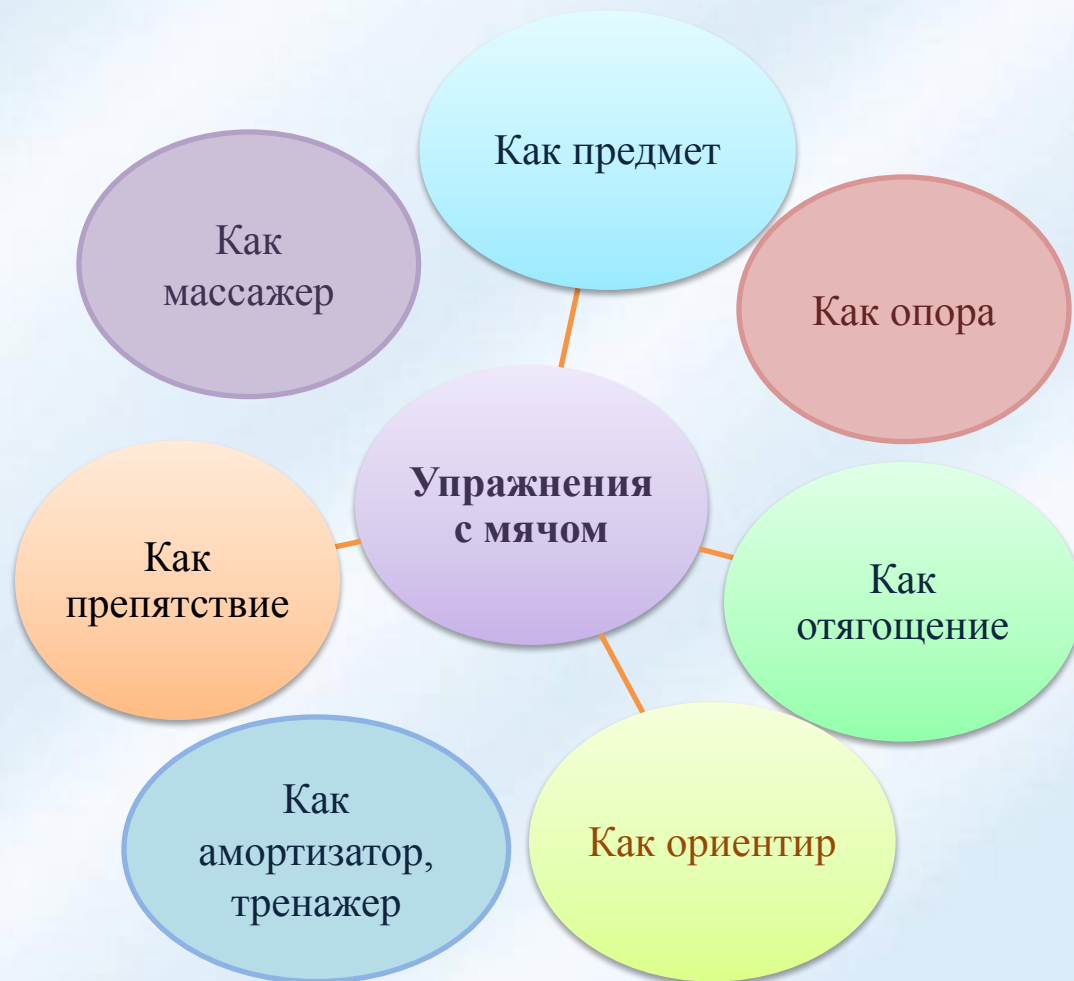 Как предмет
Как
массажер
Как опора
Упражнения
с мячом
Как
препятствие
Как
отягощение
Как
амортизатор,
тренажер
Как ориентир